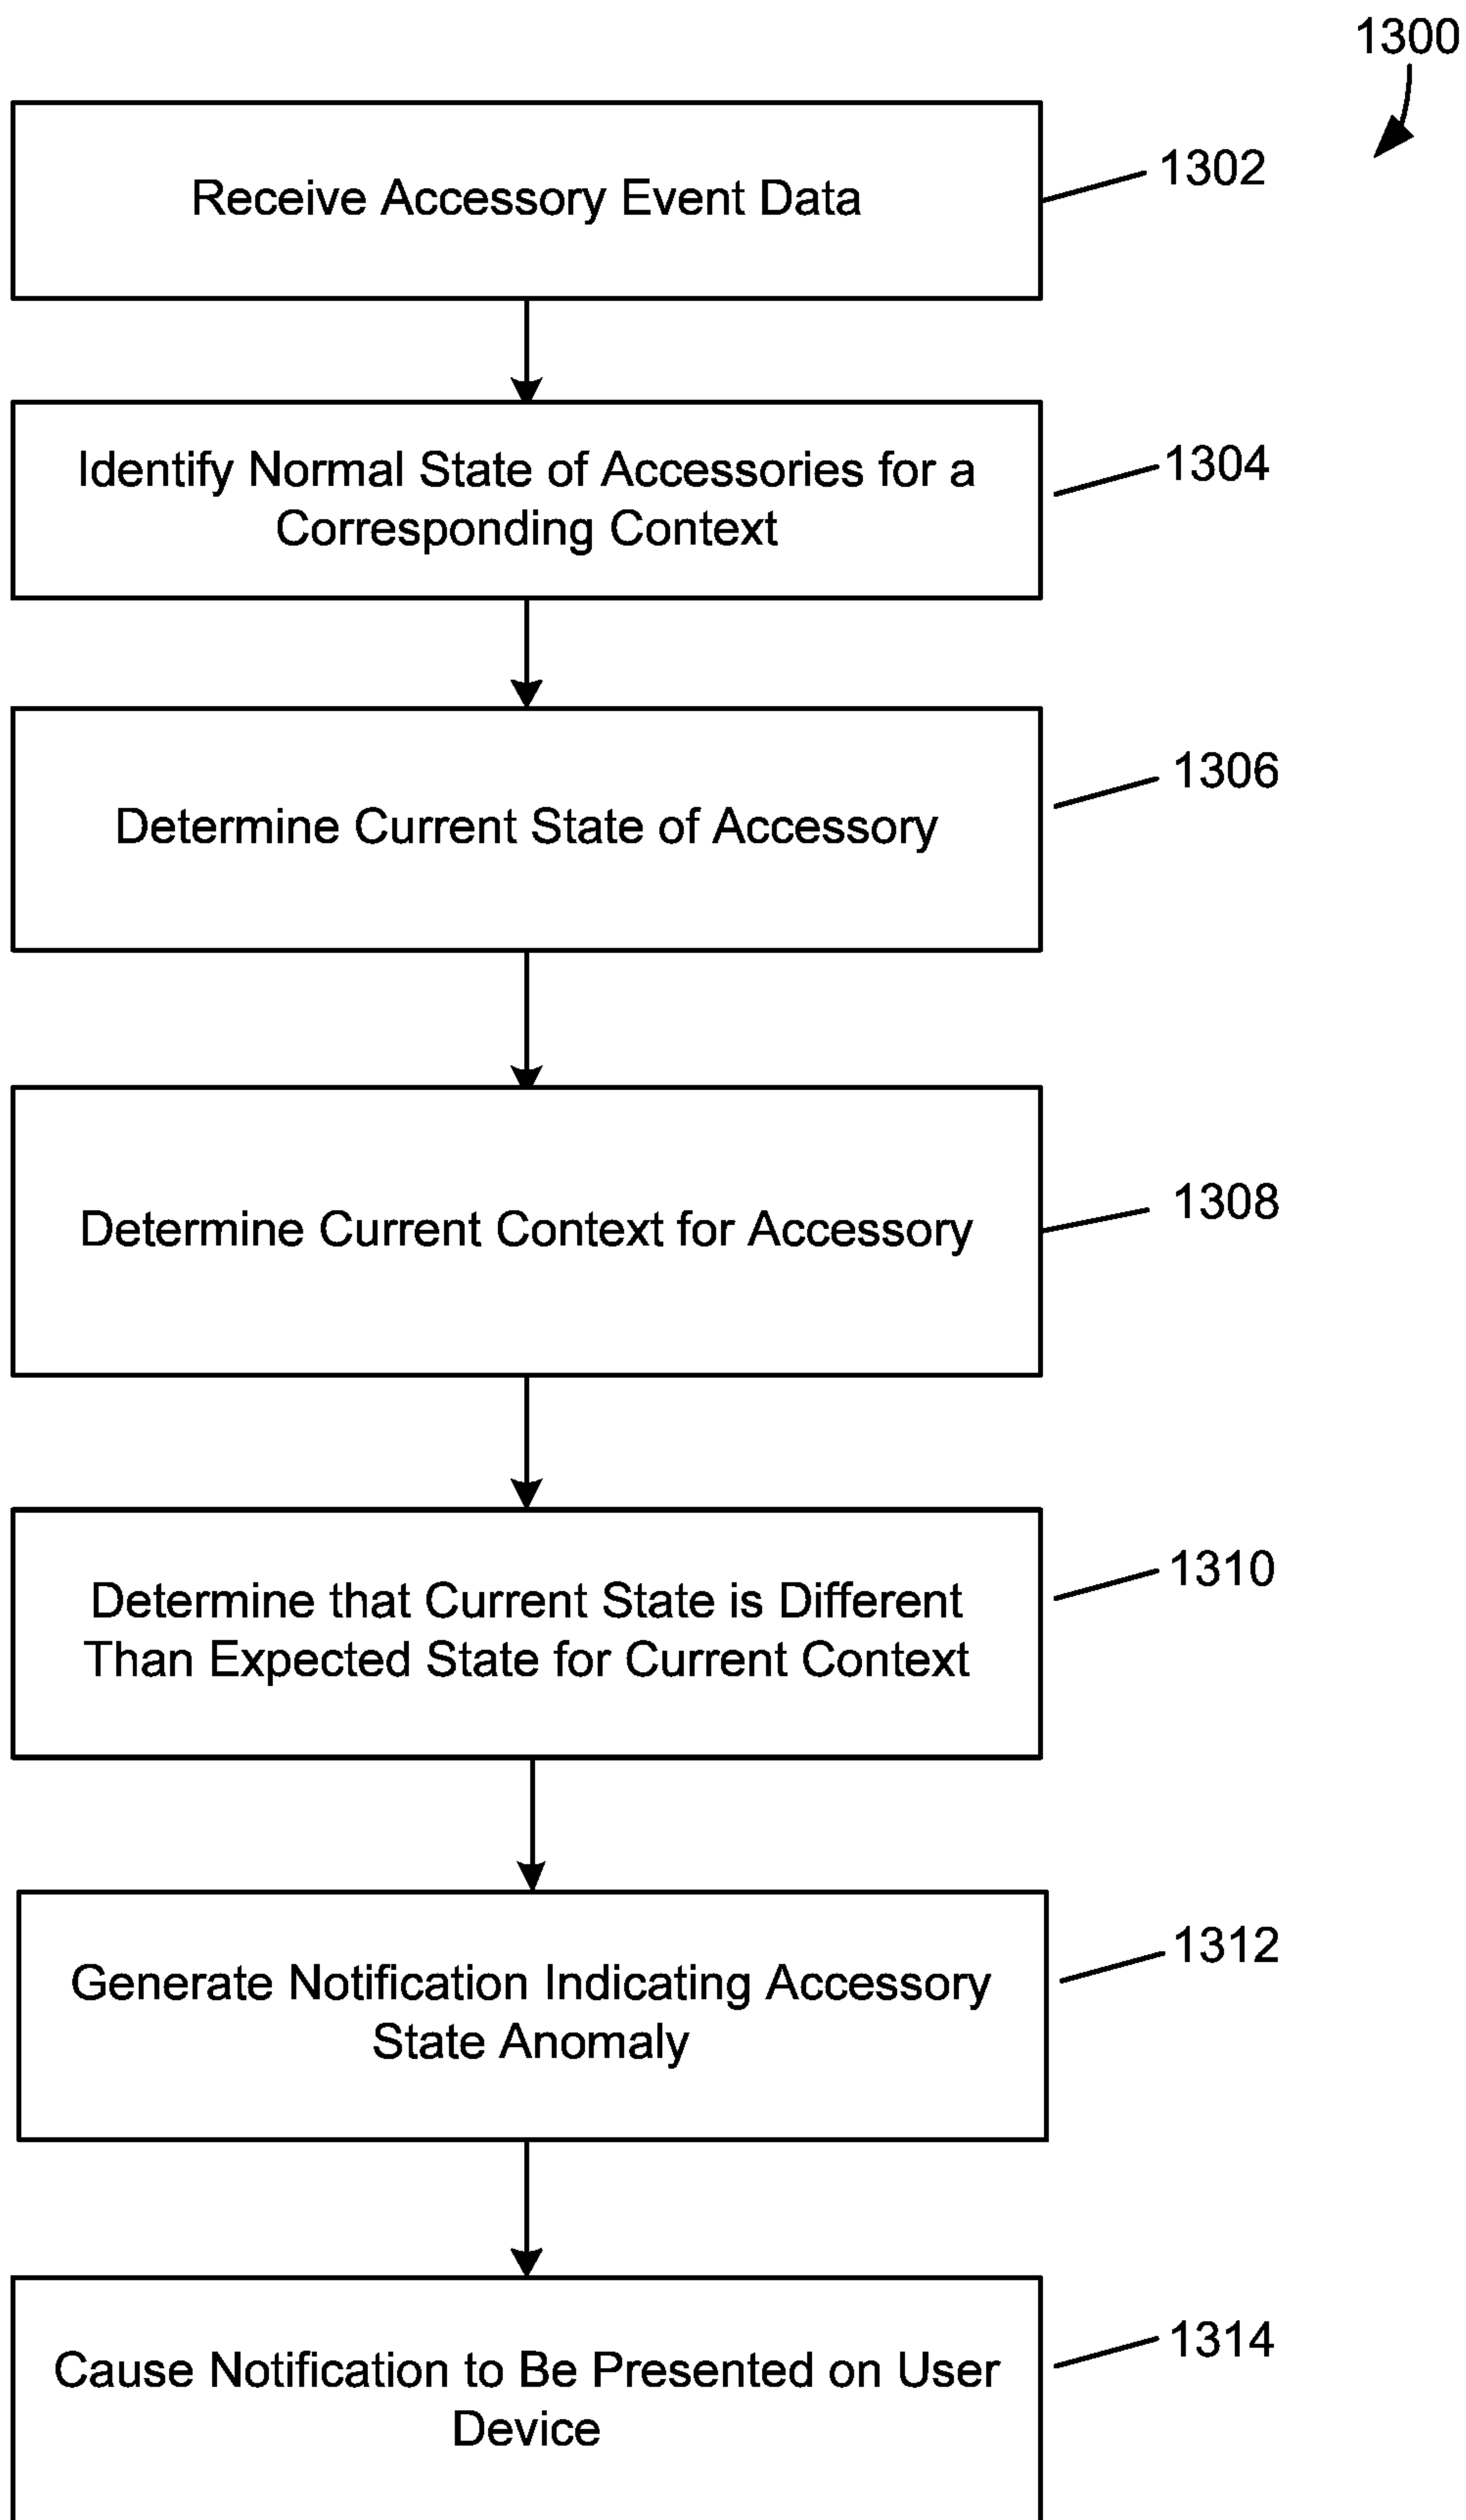 1300
Receive Accessory Event Data
1302
Identify Normal State of Accessories for a
Corresponding Context
1304
Determine Current State of Accessory
1306
Determine Current Context for Accessory
1308
Determine that Current State is Different
Than Expected State for Current Context
1310
Generate Notification Indicating Accessory
State Anomaly
1312
Cause Notification to Be Presented on User
Device
1314